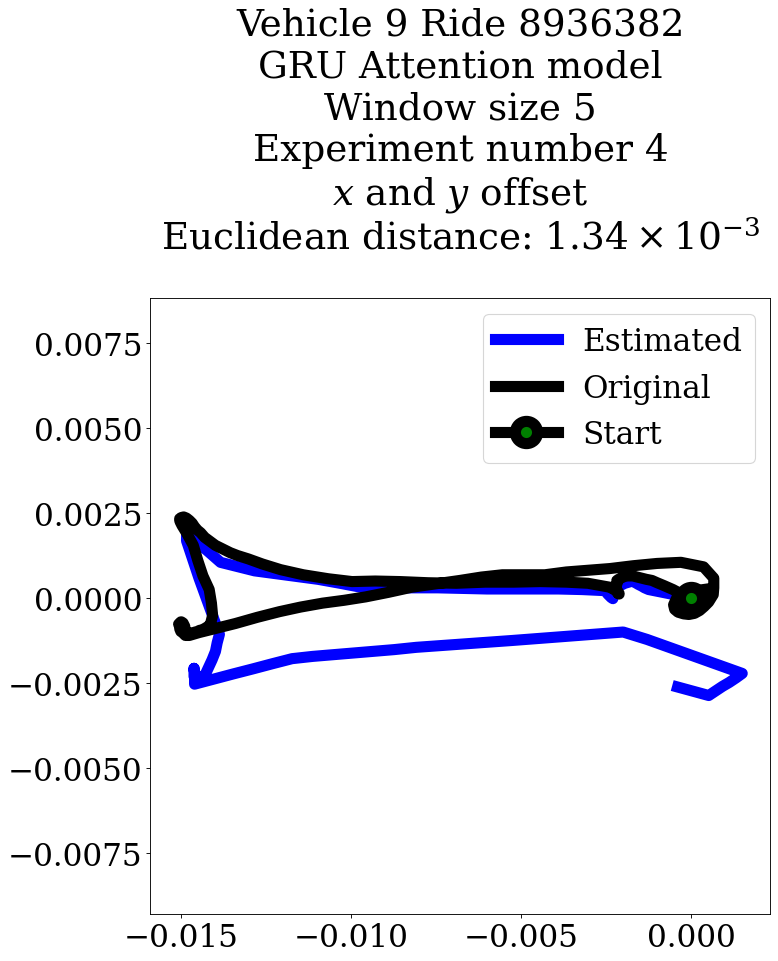 Vehicle 9 Ride 8936382
GRU Attention model
Window size 5
Experiment number 4
x and y offset
Euclidean distance: 1.34 × 10⁻³
Estimated
Original
Start
0.0075
0.0050
0.0025
0.0000
−0.0025
−0.0050
−0.0075
−0.015
−0.010
−0.005
0.000